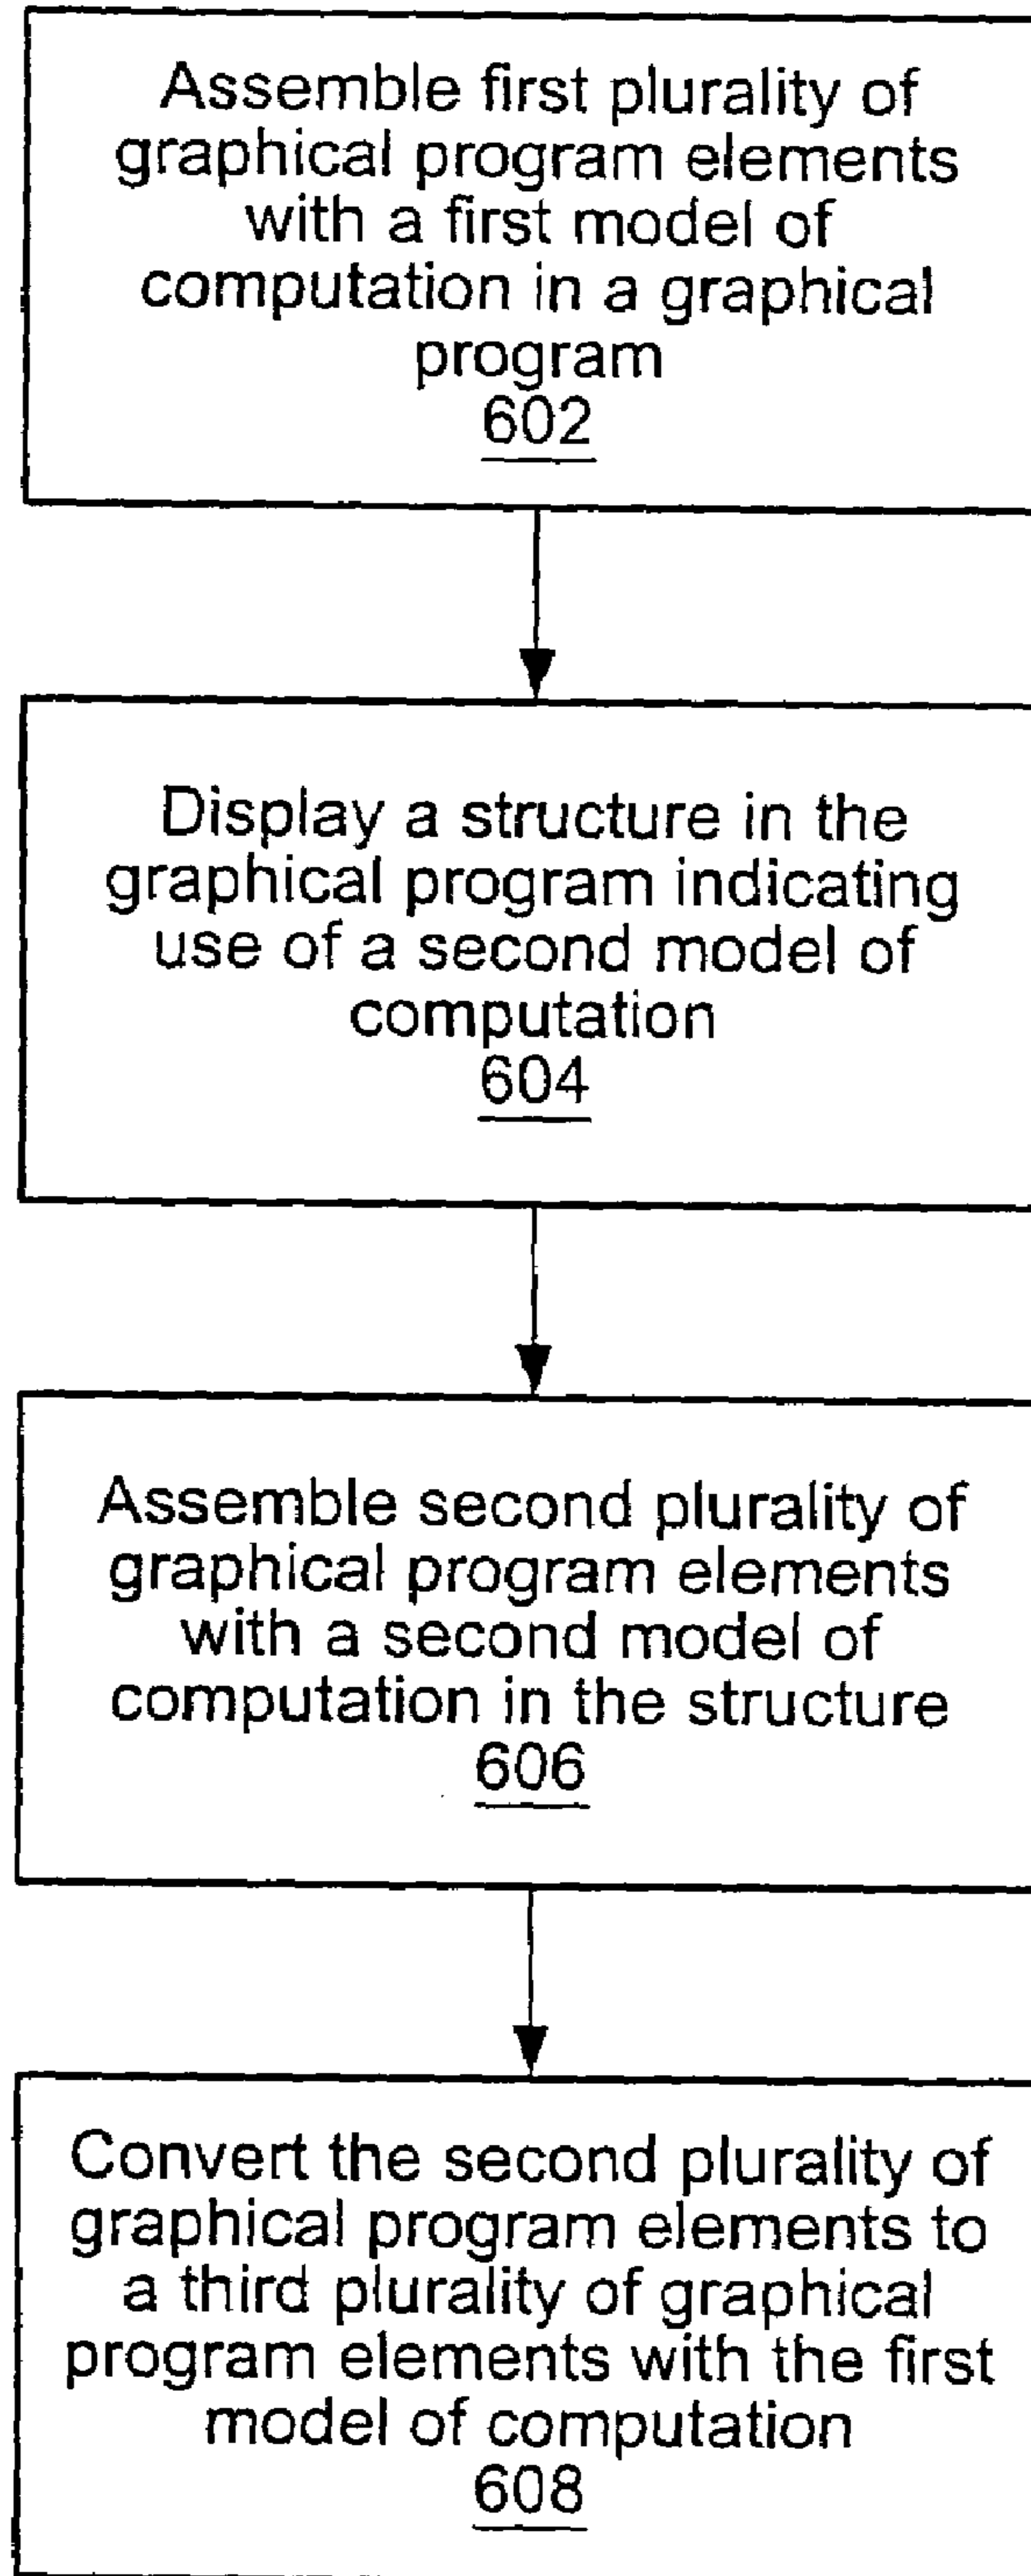 Assemble first plurality of
graphical program elements
with a first model of
computation in a graphical
program
602
Display a structure in the
graphical program indicating
use of a second model of
computation
604
Assemble second plurality of
graphical program elements
with a second model of
computation in the structure
606
Convert the second plurality of
graphical program elements to
a third plurality of graphical
program elements with the first
model of computation
608